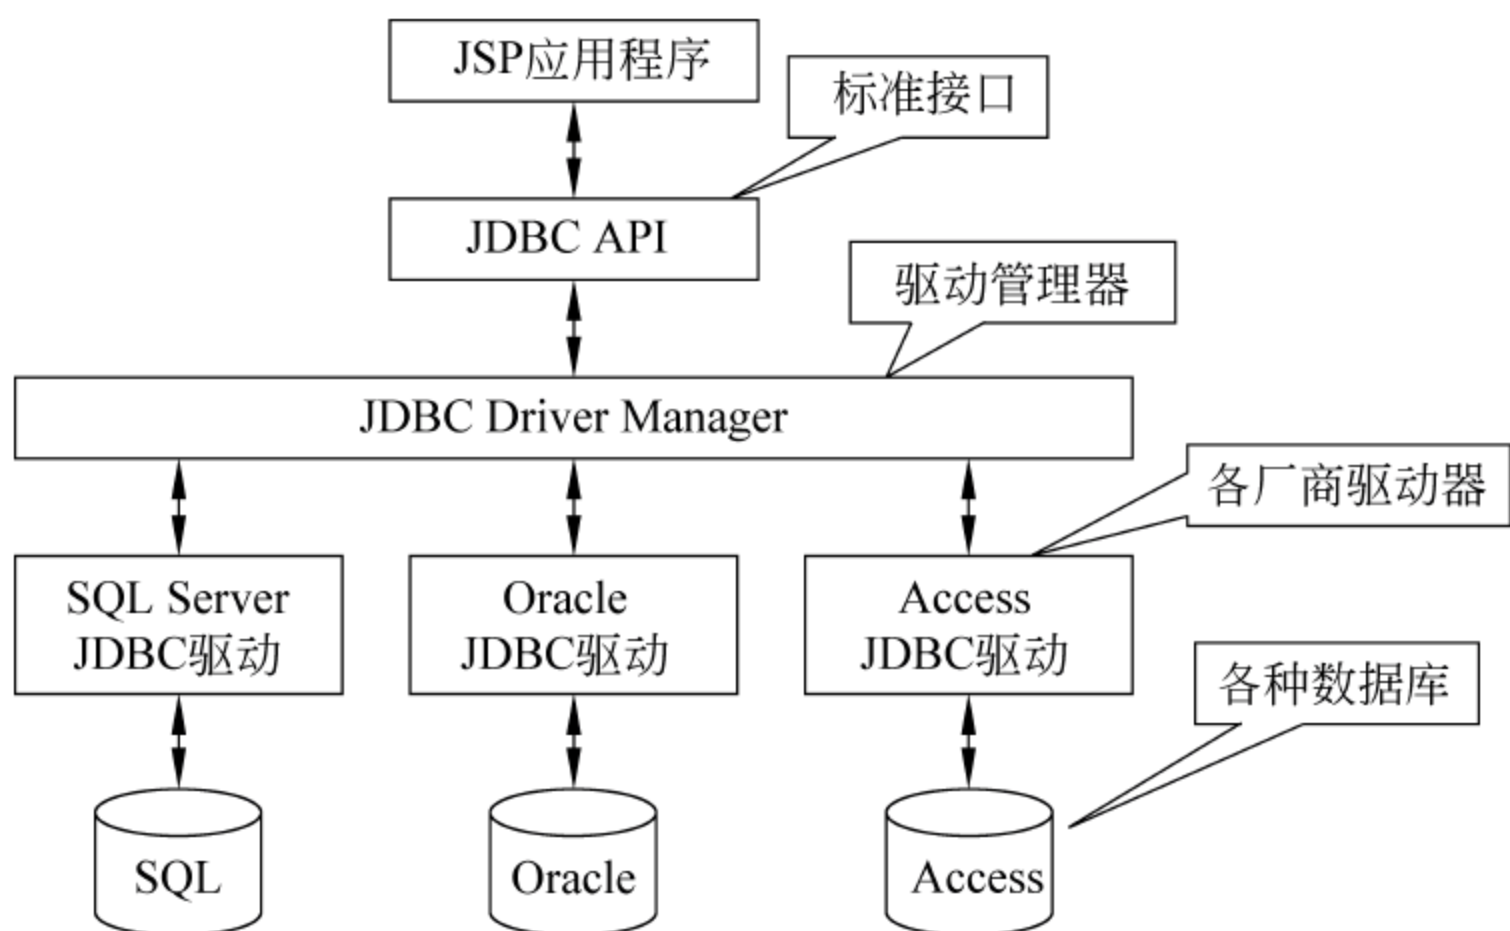 JSP应用程序
标准接口
JDBC API
驱动管理器
JDBC Driver Manager
各厂商驱动器
SQL Server
JDBC驱动
Oracle
JDBC驱动
Access
JDBC驱动
各种数据库
SQL
Oracle
Access